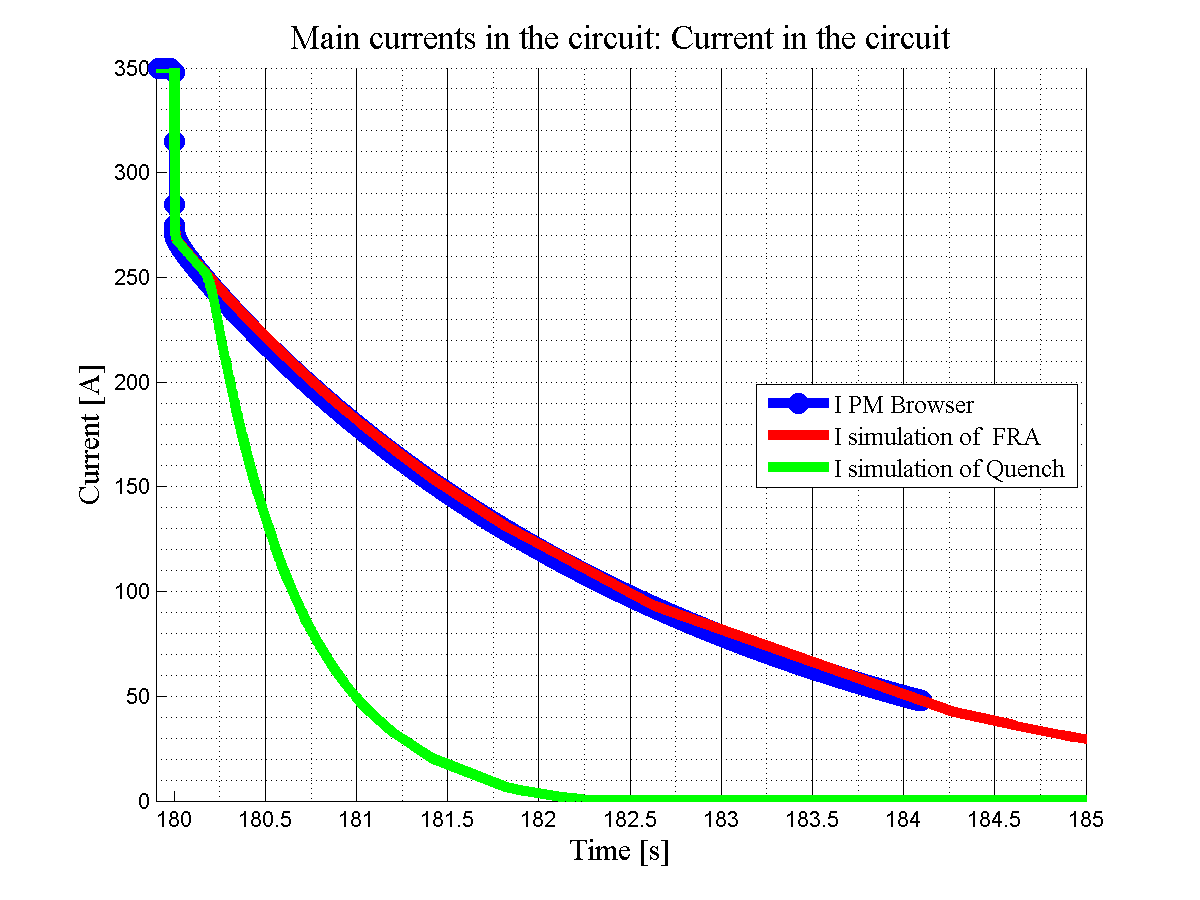 Main currents in the circuit: Current in the circuit
350
300
250
200
150
100
50
0
Current [A]
I PM Browser
I simulation of  FRA
I simulation of Quench
180 180.5 181 181.5 182 182.5 183 183.5 184 184.5 185
Time [s]